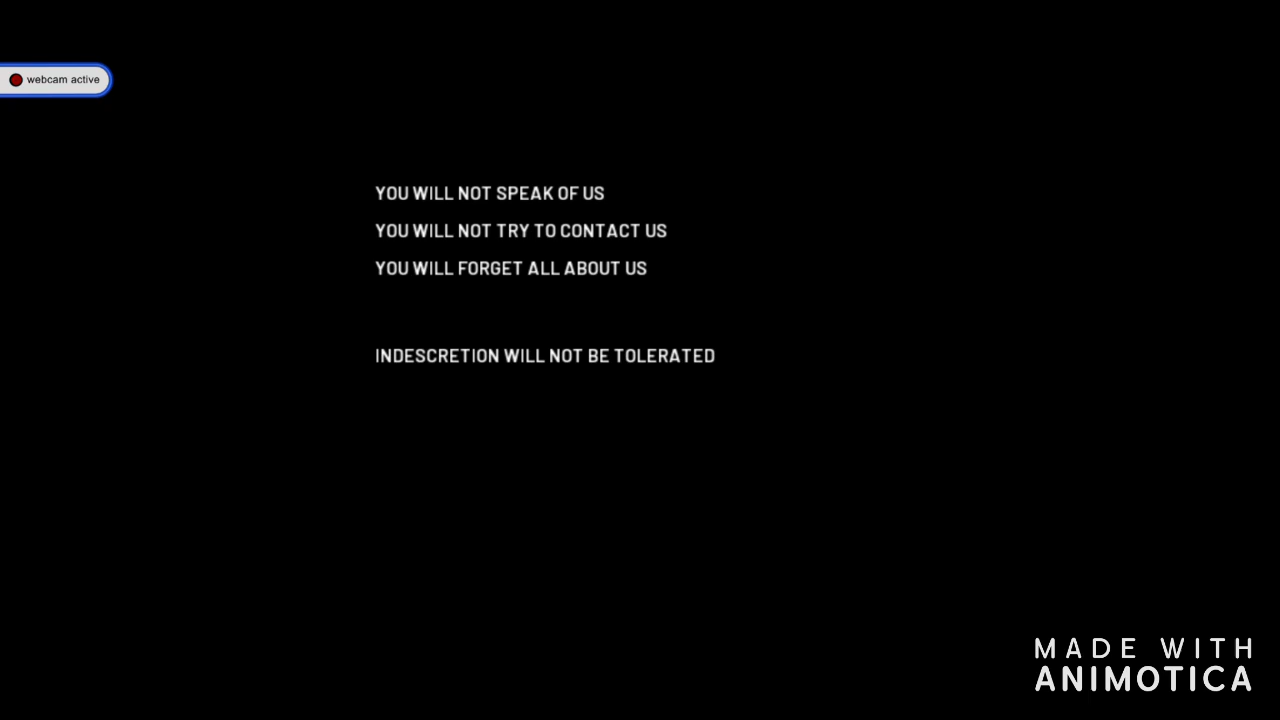 webcam active
YOU WILL NOT SPEAK OF US
YOU WILL NOT TRY TO CONTACT US
YOU WILL FORGET ALL ABOUT US
INDESCRETION WILL NOT BE TOLERATED
MADE WITH
ANIMOTICA